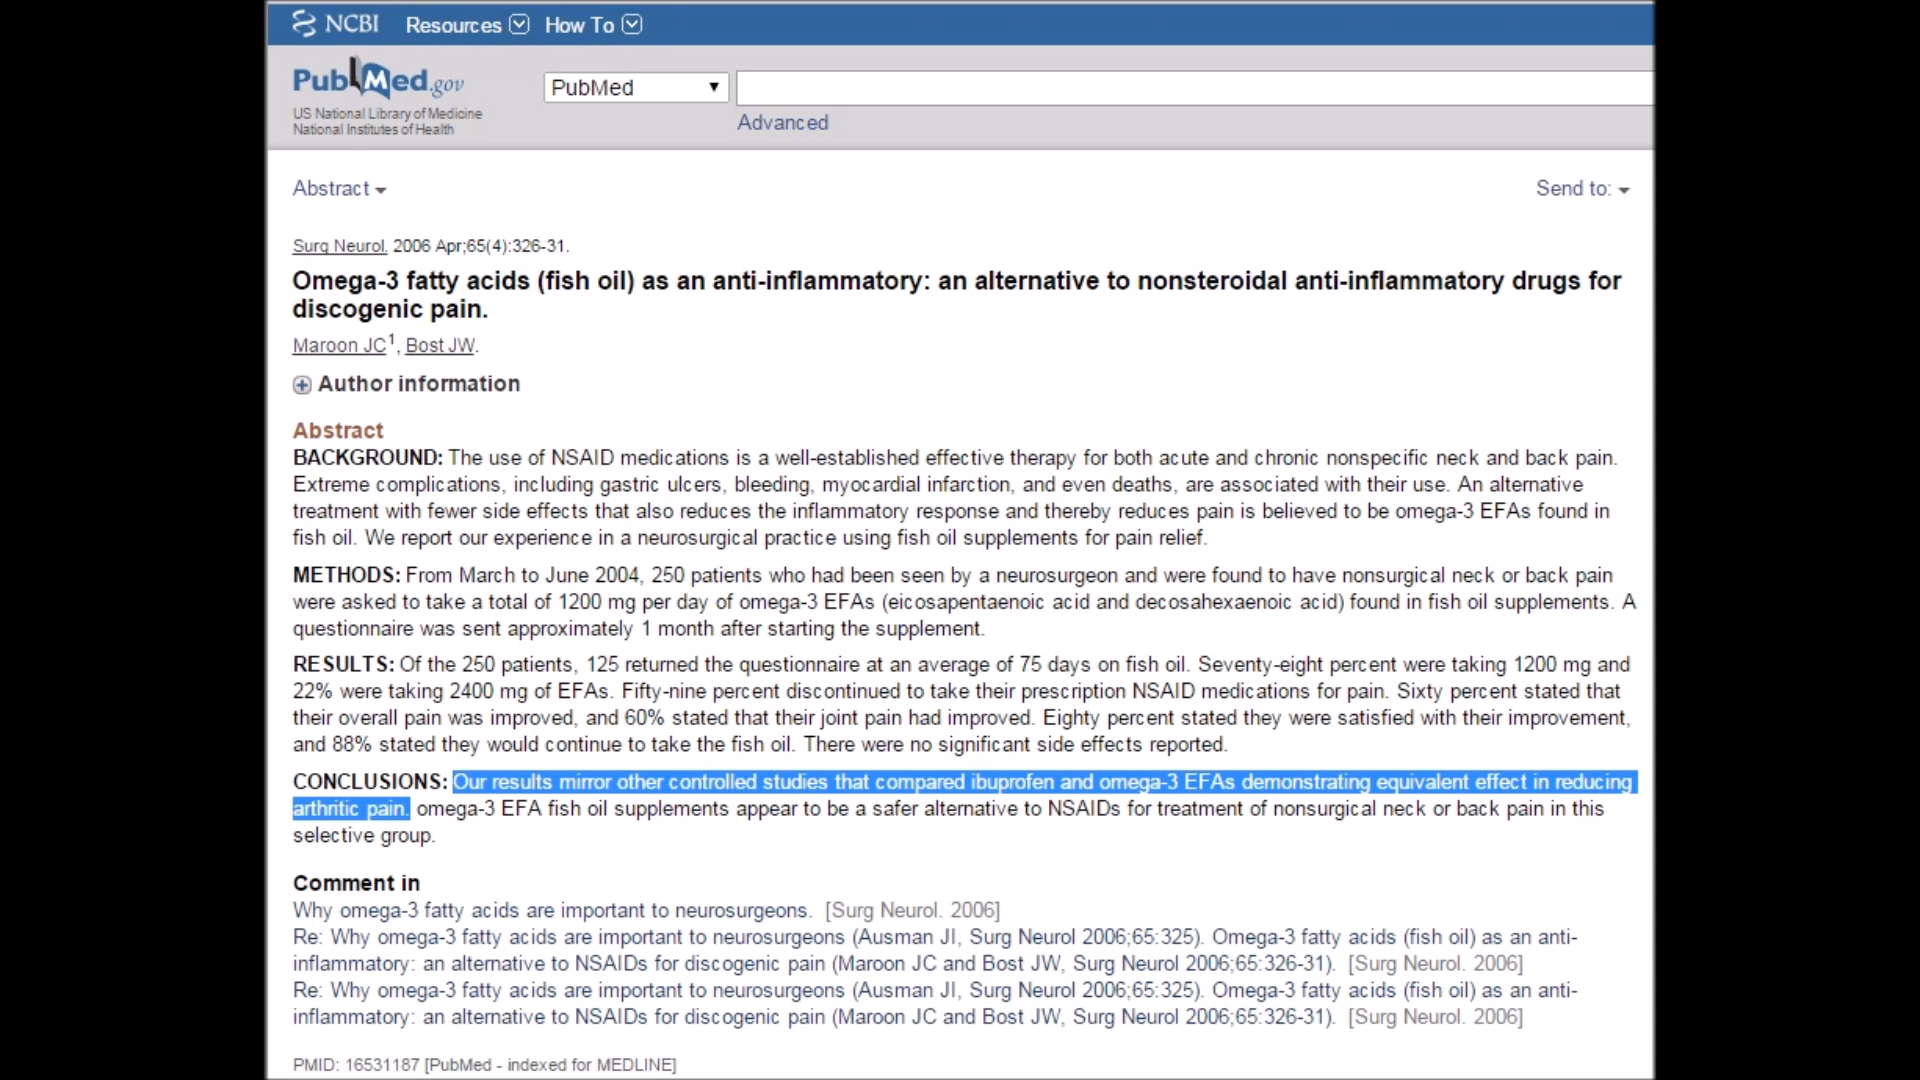 NCBI Resources How To
PubMed.gov
US National Library of Medicine
National Institutes of Health
PubMed
Advanced
Abstract
Send to:
Surg Neurol. 2006 Apr;65(4):326-31.
Omega-3 fatty acids (fish oil) as an anti-inflammatory: an alternative to nonsteroidal anti-inflammatory drugs for
discogenic pain.
Maroon JC1, Bost JW.
Author information
Abstract
BACKGROUND: The use of NSAID medications is a well-established effective therapy for both acute and chronic nonspecific neck and back pain.
Extreme complications, including gastric ulcers, bleeding, myocardial infarction, and even deaths, are associated with their use. An alternative
treatment with fewer side effects that also reduces the inflammatory response and thereby reduces pain is believed to be omega-3 EFAs found in
fish oil. We report our experience in a neurosurgical practice using fish oil supplements for pain relief.
METHODS: From March to June 2004, 250 patients who had been seen by a neurosurgeon and were found to have nonsurgical neck or back pain
were asked to take a total of 1200 mg per day of omega-3 EFAs (eicosapentaenoic acid and decosahexaenoic acid) found in fish oil supplements. A
questionnaire was sent approximately 1 month after starting the supplement.
RESULTS: Of the 250 patients, 125 returned the questionnaire at an average of 75 days on fish oil. Seventy-eight percent were taking 1200 mg and
22% were taking 2400 mg of EFAs. Fifty-nine percent discontinued to take their prescription NSAID medications for pain. Sixty percent stated that
their overall pain was improved, and 60% stated that their joint pain had improved. Eighty percent stated they were satisfied with their improvement,
and 88% stated they would continue to take the fish oil. There were no significant side effects reported.
CONCLUSIONS: Our results mirror other controlled studies that compared ibuprofen and omega-3 EFAs demonstrating equivalent effect in reducing
arthritic pain. omega-3 EFA fish oil supplements appear to be a safer alternative to NSAIDs for treatment of nonsurgical neck or back pain in this
selective group.
Comment in
Why omega-3 fatty acids are important to neurosurgeons. [Surg Neurol. 2006]
Re: Why omega-3 fatty acids are important to neurosurgeons (Ausman JI, Surg Neurol 2006;65:325). Omega-3 fatty acids (fish oil) as an anti-
inflammatory: an alternative to NSAIDs for discogenic pain (Maroon JC and Bost JW, Surg Neurol 2006;65:326-31). [Surg Neurol. 2006]
Re: Why omega-3 fatty acids are important to neurosurgeons (Ausman JI, Surg Neurol 2006;65:325). Omega-3 fatty acids (fish oil) as an anti-
inflammatory: an alternative to NSAIDs for discogenic pain (Maroon JC and Bost JW, Surg Neurol 2006;65:326-31). [Surg Neurol. 2006]
PMID: 16531187 [PubMed - indexed for MEDLINE]